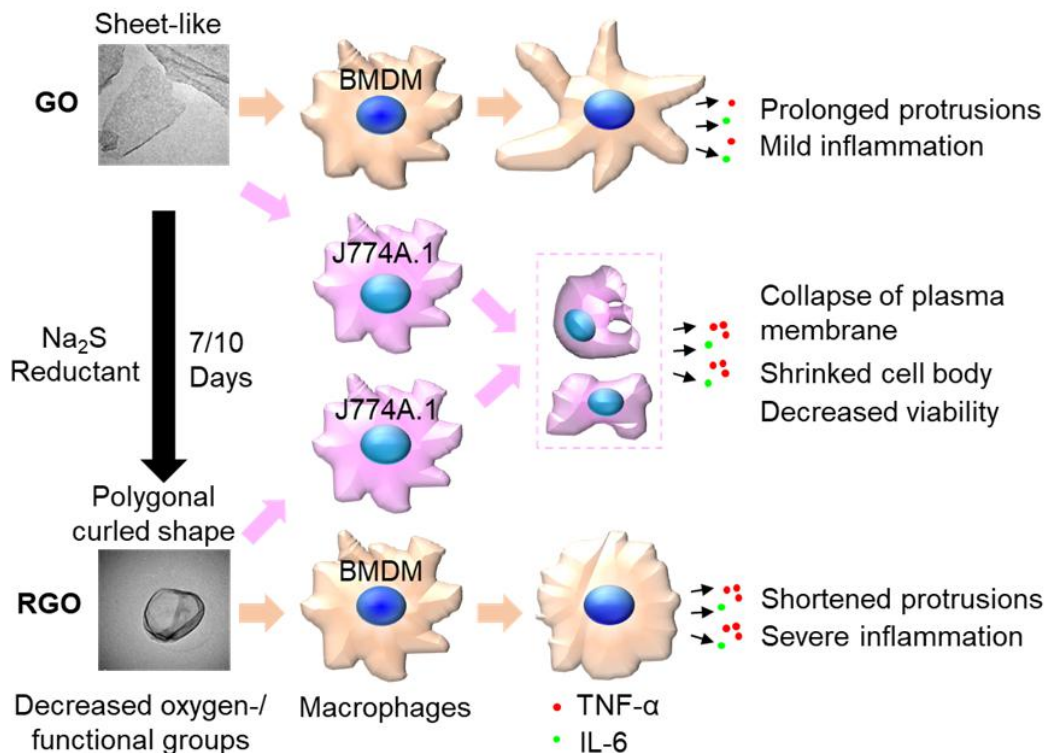 Sheet-like
GO
BMDM
Prolonged protrusions
Mild inflammation
J774A.1
Na₂S
Reductant
7/10
Days
Collapse of plasma
membrane
Shrinked cell body
Decreased viability
J774A.1
Polygonal
curled shape
RGO
BMDM
Shortened protrusions
Severe inflammation
Decreased oxygen-/
functional groups
Macrophages
TNF-α
IL-6